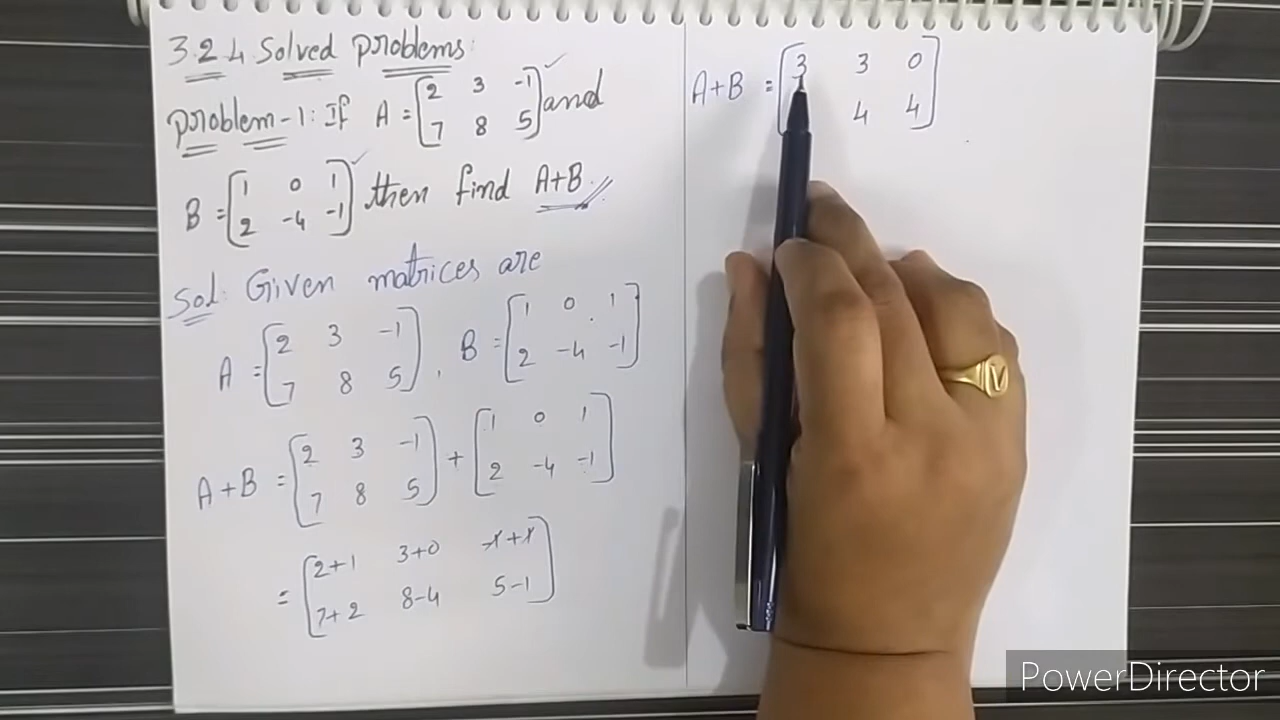 3.2.4. Solved problems:
problem-1: If A = [2 3 -1
7 8 5] and
B = [1 0 1
2 -4 -1] then find A+B.
Sol: Given matrices are
A = [2 3 -1
7 8 5], B = [1 0 1
2 -4 -1]
A+B = [2 3 -1
7 8 5] + [1 0 1
2 -4 -1]
= [2+1 3+0 -1+1
7+2 8-4 5-1]
A+B = [3 3 0
4 4]
PowerDirector